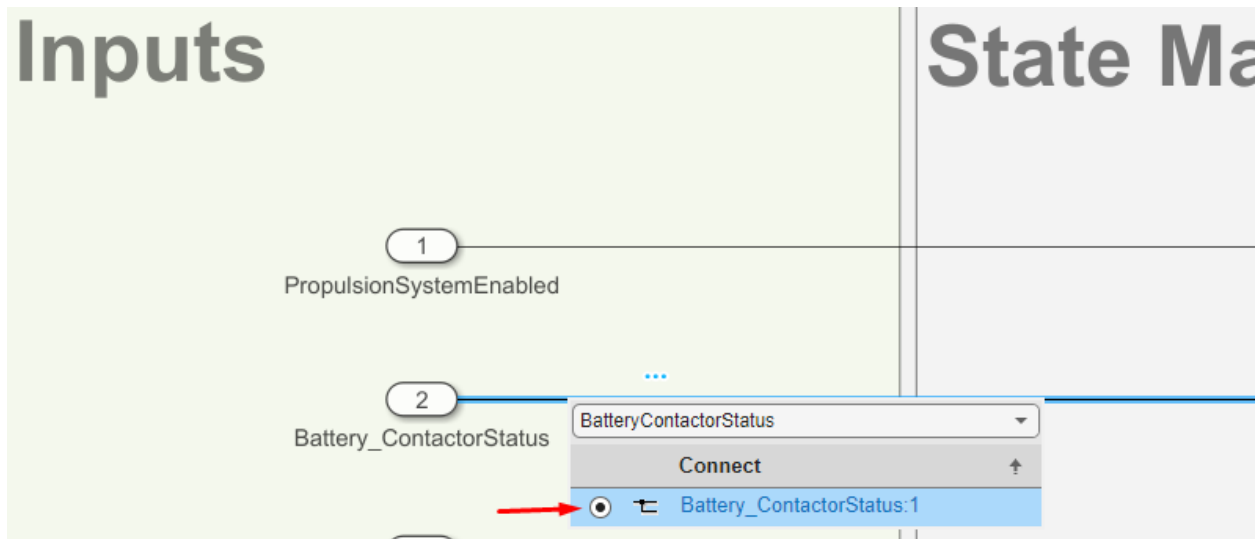 Inputs
State Ma
1
PropulsionSystemEnabled
2
Battery_ContactorStatus
BatteryContactorStatus
Connect
Battery_ContactorStatus:1